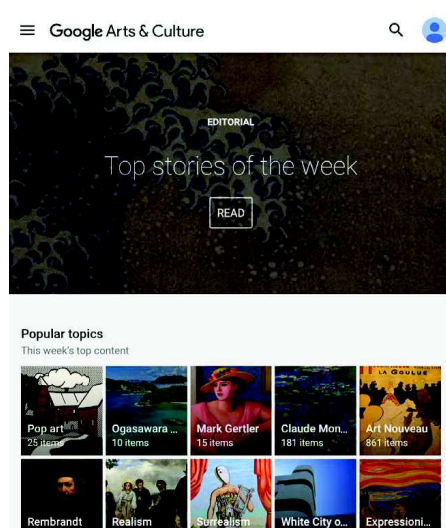 Google Arts & Culture
EDITORIAL
Top stories of the week
READ
Popular topics
This week's top content
LA GOULUE
Pop art
25 items
Ogasawara ...
10 items
Mark Gertler
15 items
Claude Mon...
181 items
Art Nouveau
861 items
Rembrandt
Realism
Surrealism
White City o...
Expressioni...